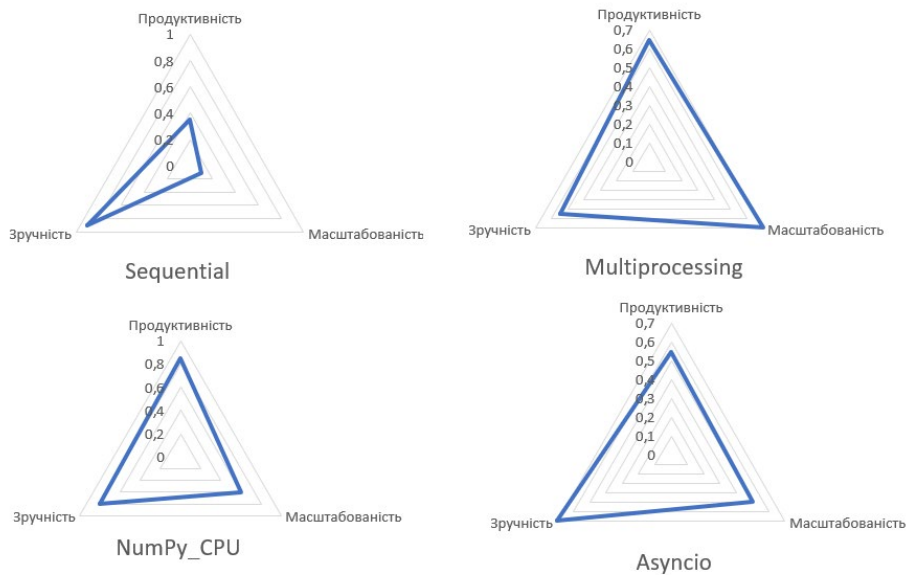 Продуктивність
1
0,8
0,6
0,4
0,2
0
Зручність
Масштабованість
Sequential
Продуктивність
0,7
0,6
0,5
0,4
0,3
0,2
0,1
0
Зручність
Масштабованість
Multiprocessing
Продуктивність
1
0,8
0,6
0,4
0,2
0
Зручність
Масштабованість
NumPy_CPU
Продуктивність
0,7
0,6
0,5
0,4
0,3
0,2
0,1
0
Зручність
Масштабованість
Asyncio